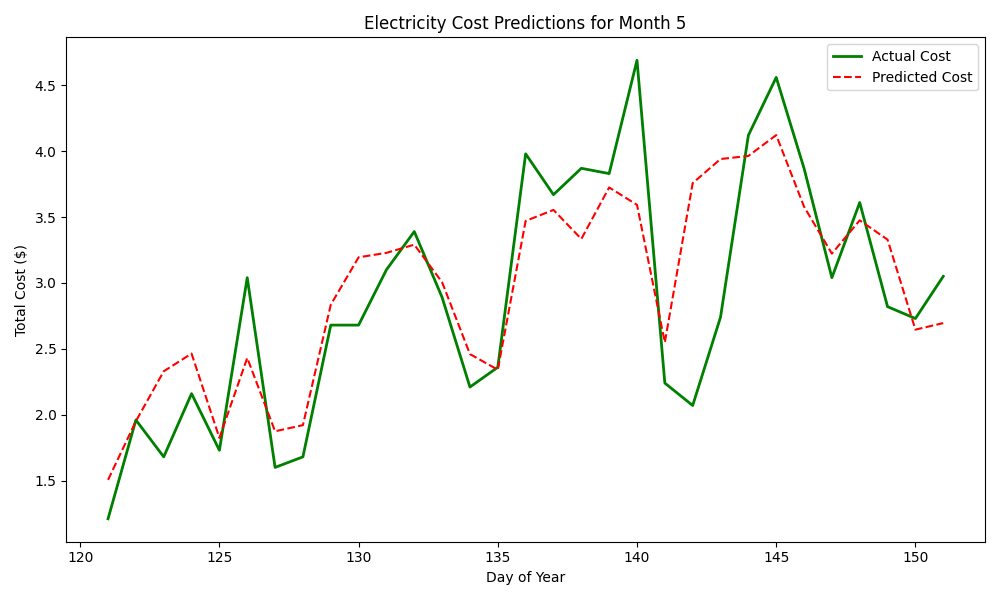 Electricity Cost Predictions for Month 5
Actual Cost
Predicted Cost
Total Cost ($)
4.5
4.0
3.5
3.0
2.5
2.0
1.5
120
125
130
135
140
145
150
Day of Year